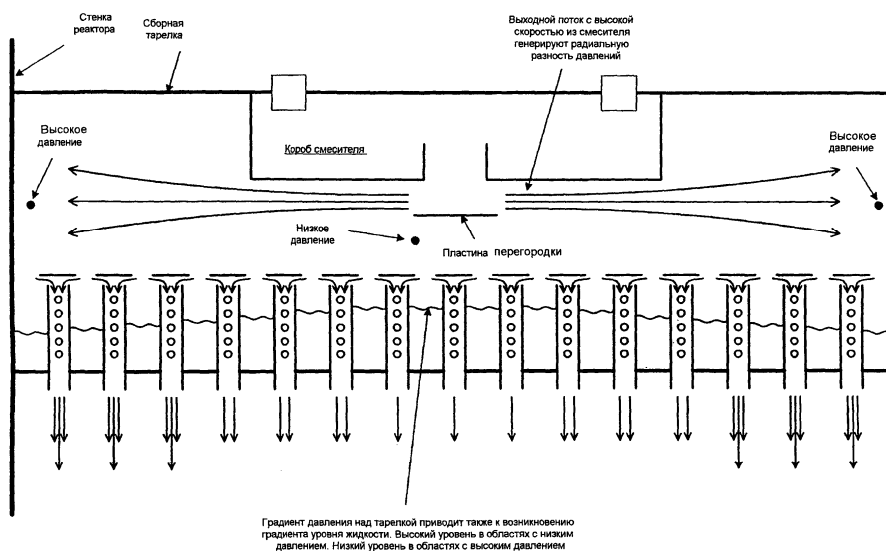 Стенка
реактора
Сборная
тарелка
Выходной поток с высокой
скоростью из смесителя
генерируют радиальную
разность давлений
Высокое
давление
Короб смесителя
Высокое
давление
Низкое
давление
Пластина перегородки
Градиент давления над тарелкой приводит также к возникновению
градиента уровня жидкости. Высокий уровень в областях с низким
давлением. Низкий уровень в областях с высоким давлением